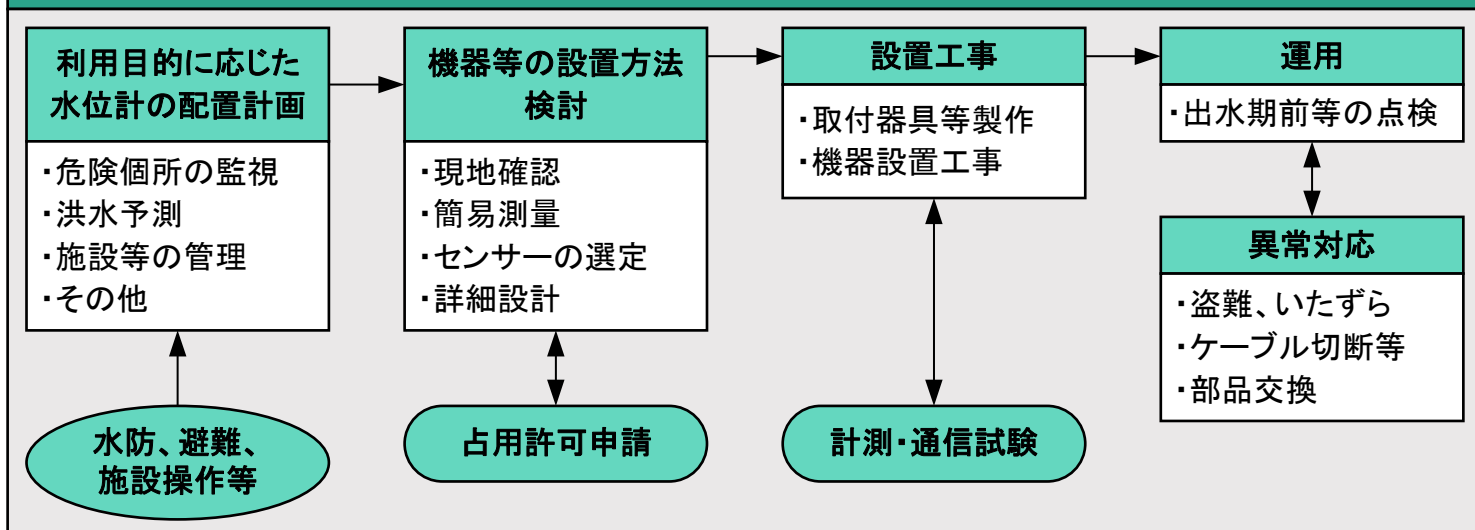 利用目的に応じた
水位計の配置計画
・危険個所の監視
・洪水予測
・施設等の管理
・その他
水防、避難、
施設操作等
機器等の設置方法
検討
・現地確認
・簡易測量
・センサーの選定
・詳細設計
占用許可申請
設置工事
・取付器具等製作
・機器設置工事
計測・通信試験
運用
・出水期前等の点検
異常対応
・盗難、いたずら
・ケーブル切断等
・部品交換